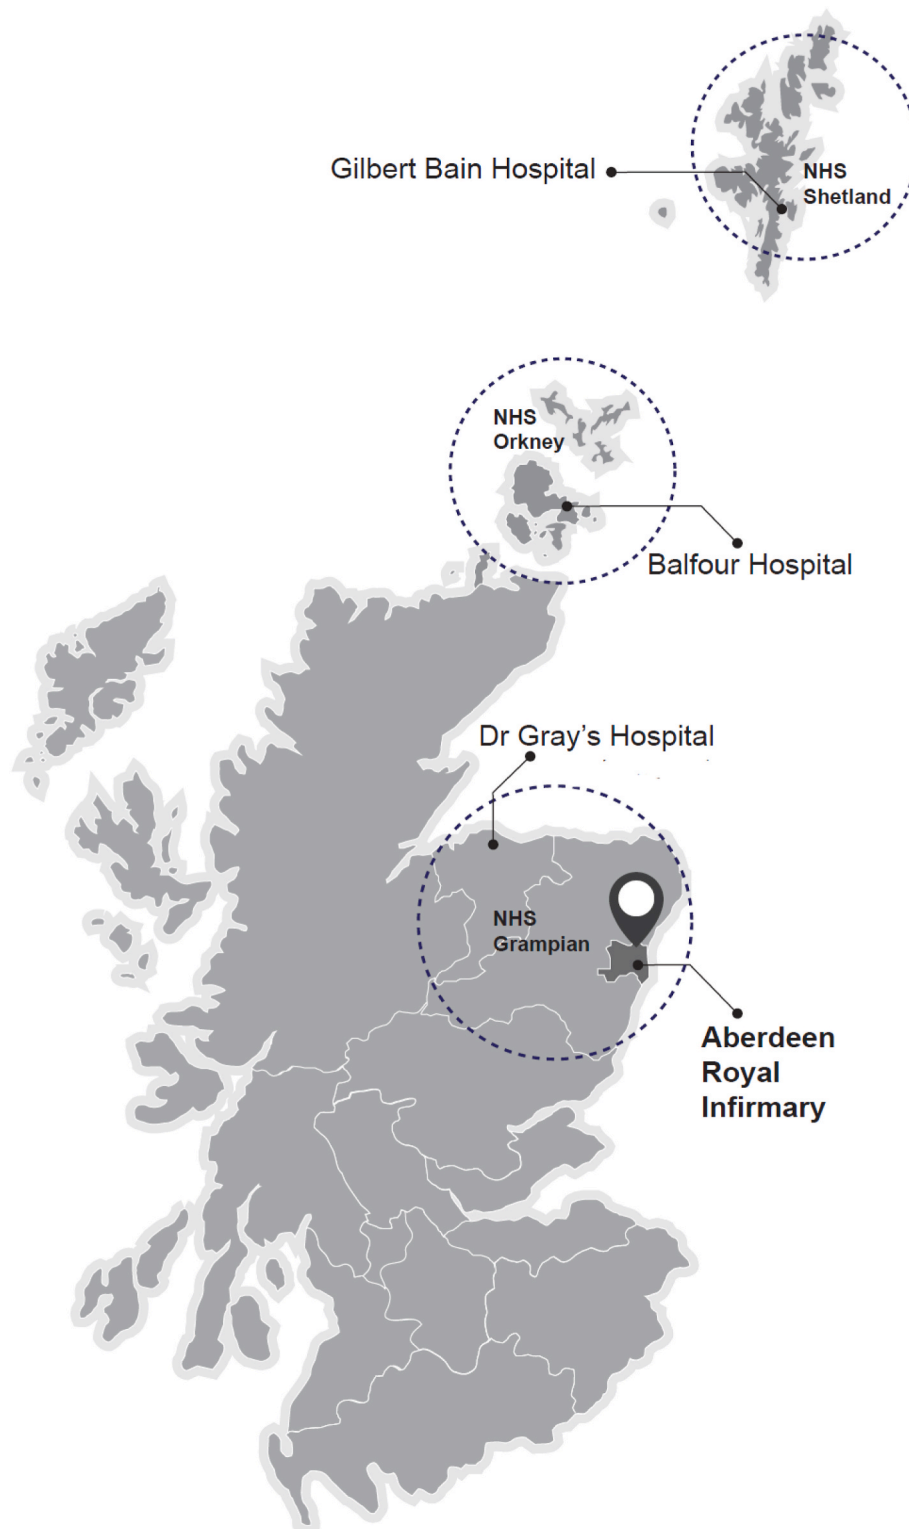 Gilbert Bain Hospital
NHS
Shetland
NHS
Orkney
Balfour Hospital
Dr Gray’s Hospital
NHS
Grampian
Aberdeen
Royal
Infirmary